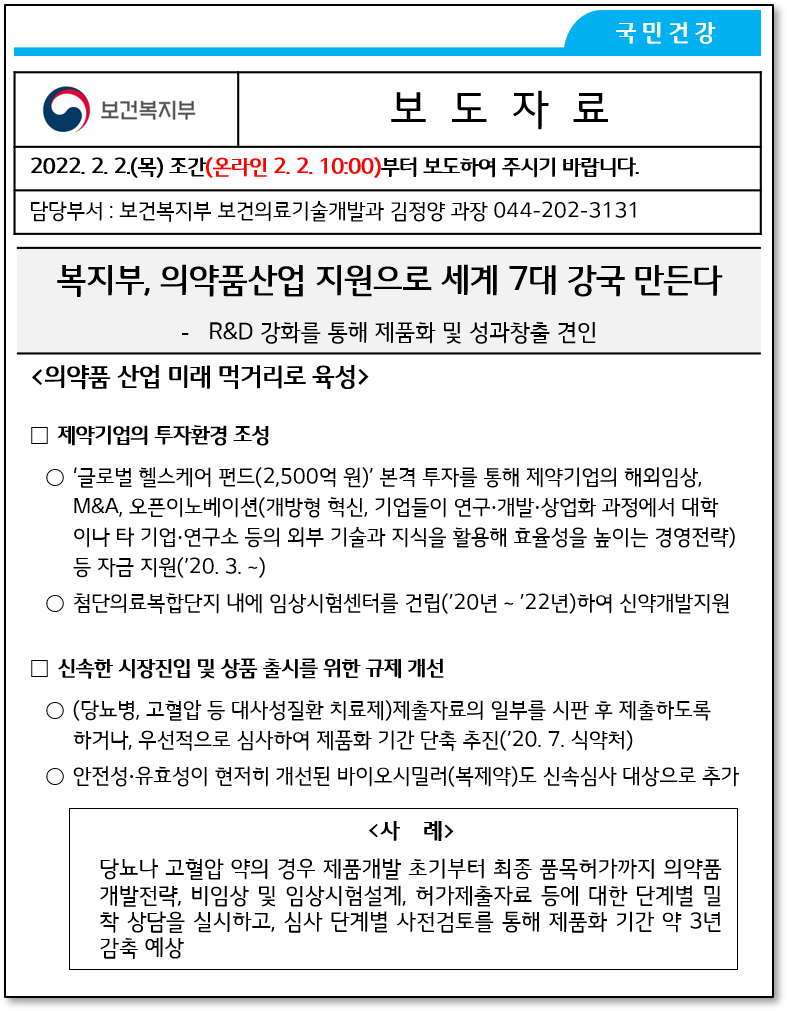 국민건강
보건복지부
보 도 자 료
2022. 2. 2.(목) 조간(온라인 2. 2. 10:00)부터 보도하여 주시기 바랍니다.
담당부서 : 보건복지부 보건의료기술개발과 김정양 과장 044-202-3131
복지부, 의약품산업 지원으로 세계 7대 강국 만든다
- R&D 강화를 통해 제품화 및 성과창출 견인
<의약품 산업 미래 먹거리로 육성>
□ 제약기업의 투자환경 조성
○ ‘글로벌 헬스케어 펀드(2,500억 원)’ 본격 투자를 통해 제약기업의 해외임상,
M&A, 오픈이노베이션(개방형 혁신, 기업들이 연구·개발·상업화 과정에서 대학
이나 타 기업·연구소 등의 외부 기술과 지식을 활용해 효율성을 높이는 경영전략)
등 자금 지원(’20. 3. ~)
○ 첨단의료복합단지 내에 임상시험센터를 건립(’20년 ~ ’22년)하여 신약개발지원
□ 신속한 시장진입 및 상품 출시를 위한 규제 개선
○ (당뇨병, 고혈압 등 대사성질환 치료제)제출자료의 일부를 시판 후 제출하도록
하거나, 우선적으로 심사하여 제품화 기간 단축 추진(’20. 7. 식약처)
○ 안전성·유효성이 현저히 개선된 바이오시밀러(복제약)도 신속심사 대상으로 추가
<사 례>
당뇨나 고혈압 약의 경우 제품개발 초기부터 최종 품목허가까지 의약품
개발전략, 비임상 및 임상시험설계, 허가제출자료 등에 대한 단계별 밀
착 상담을 실시하고, 심사 단계별 사전검토를 통해 제품화 기간 약 3년
감축 예상